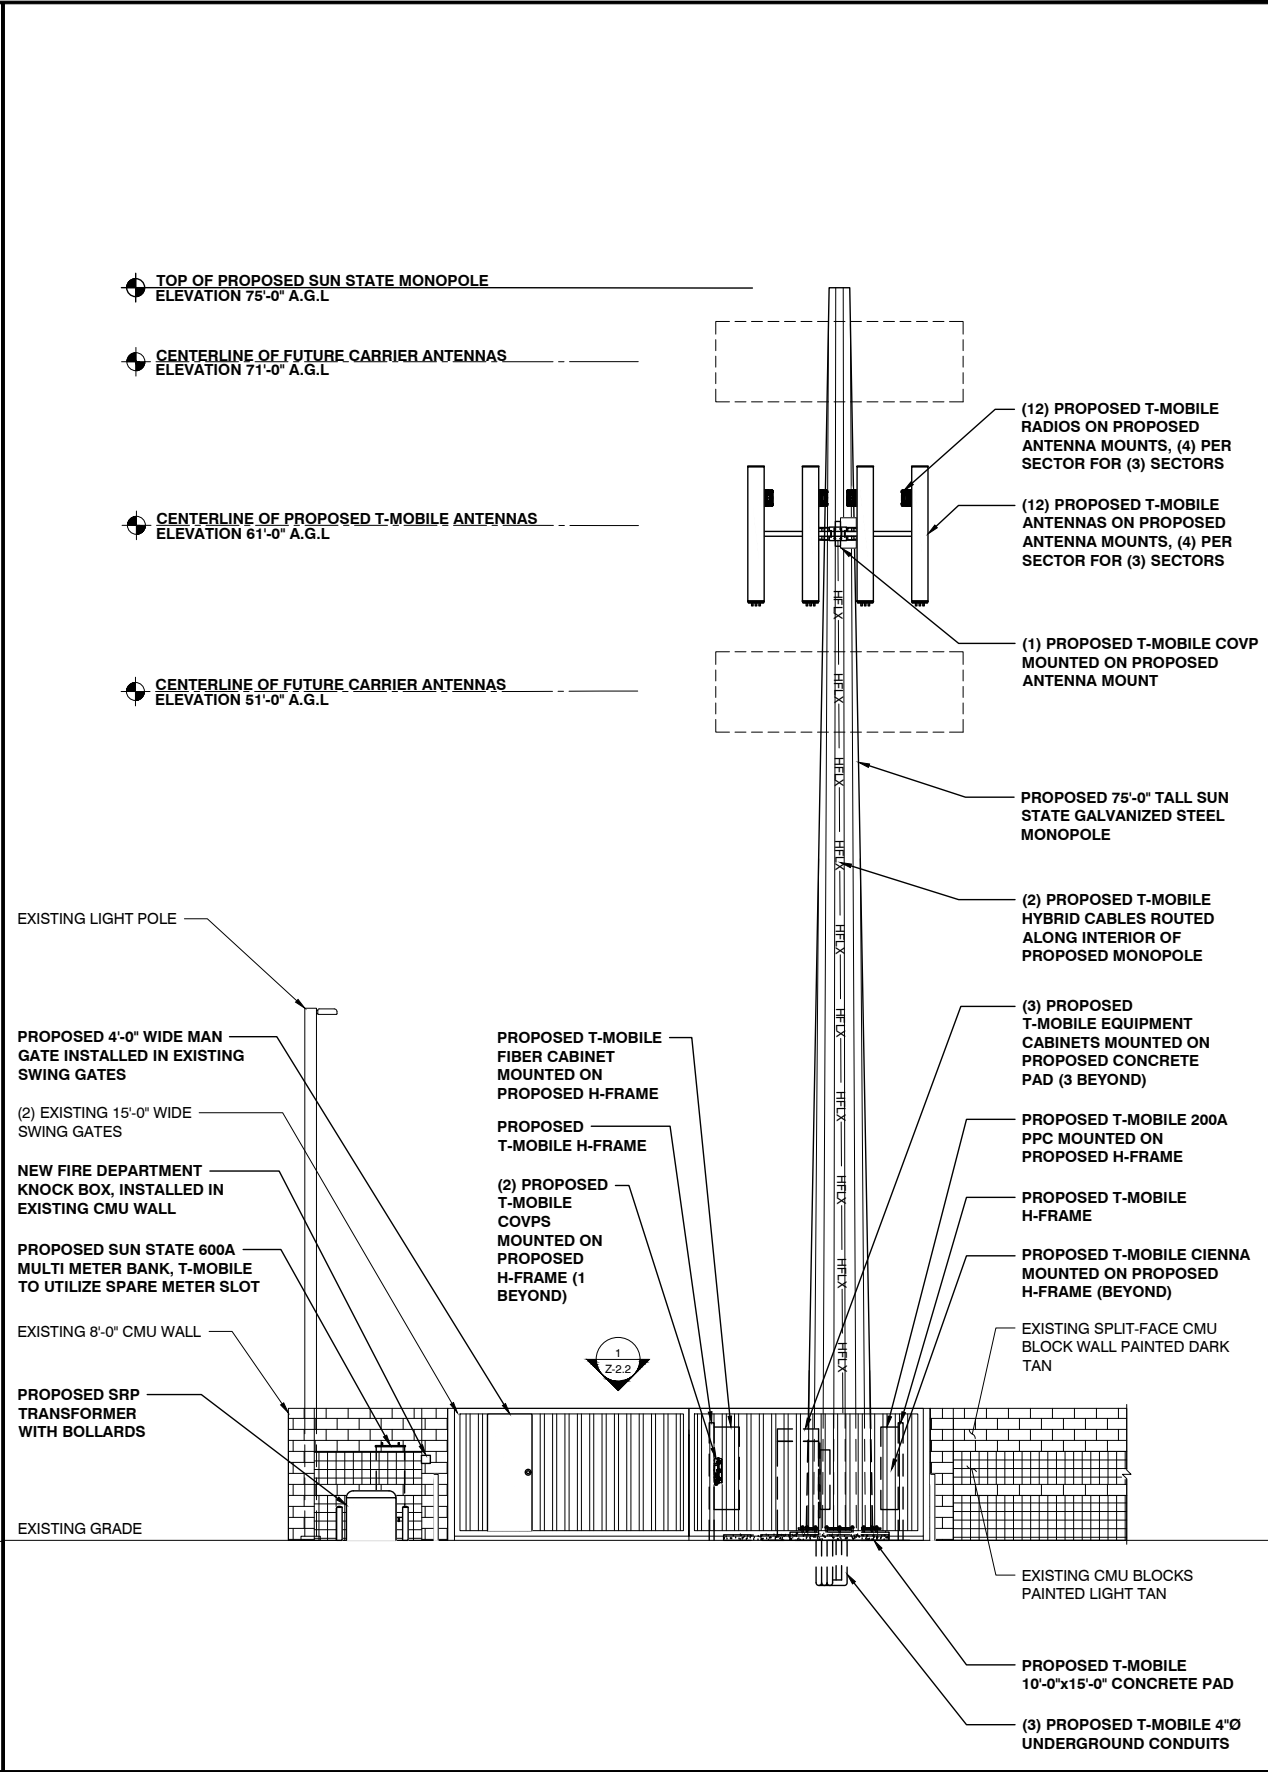 TOP OF PROPOSED SUN STATE MONOPOLE
ELEVATION 75'-0" A.G.L
CENTERLINE OF FUTURE CARRIER ANTENNAS
ELEVATION 71'-0" A.G.L
CENTERLINE OF PROPOSED T-MOBILE ANTENNAS
ELEVATION 61'-0" A.G.L
CENTERLINE OF FUTURE CARRIER ANTENNAS
ELEVATION 51'-0" A.G.L
(12) PROPOSED T-MOBILE
RADIOS ON PROPOSED
ANTENNA MOUNTS, (4) PER
SECTOR FOR (3) SECTORS
(12) PROPOSED T-MOBILE
ANTENNAS ON PROPOSED
ANTENNA MOUNTS, (4) PER
SECTOR FOR (3) SECTORS
(1) PROPOSED T-MOBILE COVP
MOUNTED ON PROPOSED
ANTENNA MOUNT
PROPOSED 75'-0" TALL SUN
STATE GALVANIZED STEEL
MONOPOLE
(2) PROPOSED T-MOBILE
HYBRID CABLES ROUTED
ALONG INTERIOR OF
PROPOSED MONOPOLE
HFLX
HFLX
HFLX
HFLX
HFLX
HFLX
HFLX
HFLX
HFLX
HFLX
EXISTING LIGHT POLE
PROPOSED 4'-0" WIDE MAN
GATE INSTALLED IN EXISTING
SWING GATES
(2) EXISTING 15'-0" WIDE
SWING GATES
NEW FIRE DEPARTMENT
KNOCK BOX, INSTALLED IN
EXISTING CMU WALL
PROPOSED SUN STATE 600A
MULTI METER BANK, T-MOBILE
TO UTILIZE SPARE METER SLOT
EXISTING 8'-0" CMU WALL
PROPOSED SRP
TRANSFORMER
WITH BOLLARDS
EXISTING GRADE
PROPOSED T-MOBILE
FIBER CABINET
MOUNTED ON
PROPOSED H-FRAME
PROPOSED
T-MOBILE H-FRAME
(2) PROPOSED
T-MOBILE
COVPS
MOUNTED ON
PROPOSED
H-FRAME (1
BEYOND)
1
Z-2.2
(3) PROPOSED
T-MOBILE EQUIPMENT
CABINETS MOUNTED ON
PROPOSED CONCRETE
PAD (3 BEYOND)
PROPOSED T-MOBILE 200A
PPC MOUNTED ON
PROPOSED H-FRAME
PROPOSED T-MOBILE
H-FRAME
PROPOSED T-MOBILE CIENNA
MOUNTED ON PROPOSED
H-FRAME (BEYOND)
EXISTING SPLIT-FACE CMU
BLOCK WALL PAINTED DARK
TAN
EXISTING CMU BLOCKS
PAINTED LIGHT TAN
PROPOSED T-MOBILE
10'-0"x15'-0" CONCRETE PAD
(3) PROPOSED T-MOBILE 4"Ø
UNDERGROUND CONDUITS